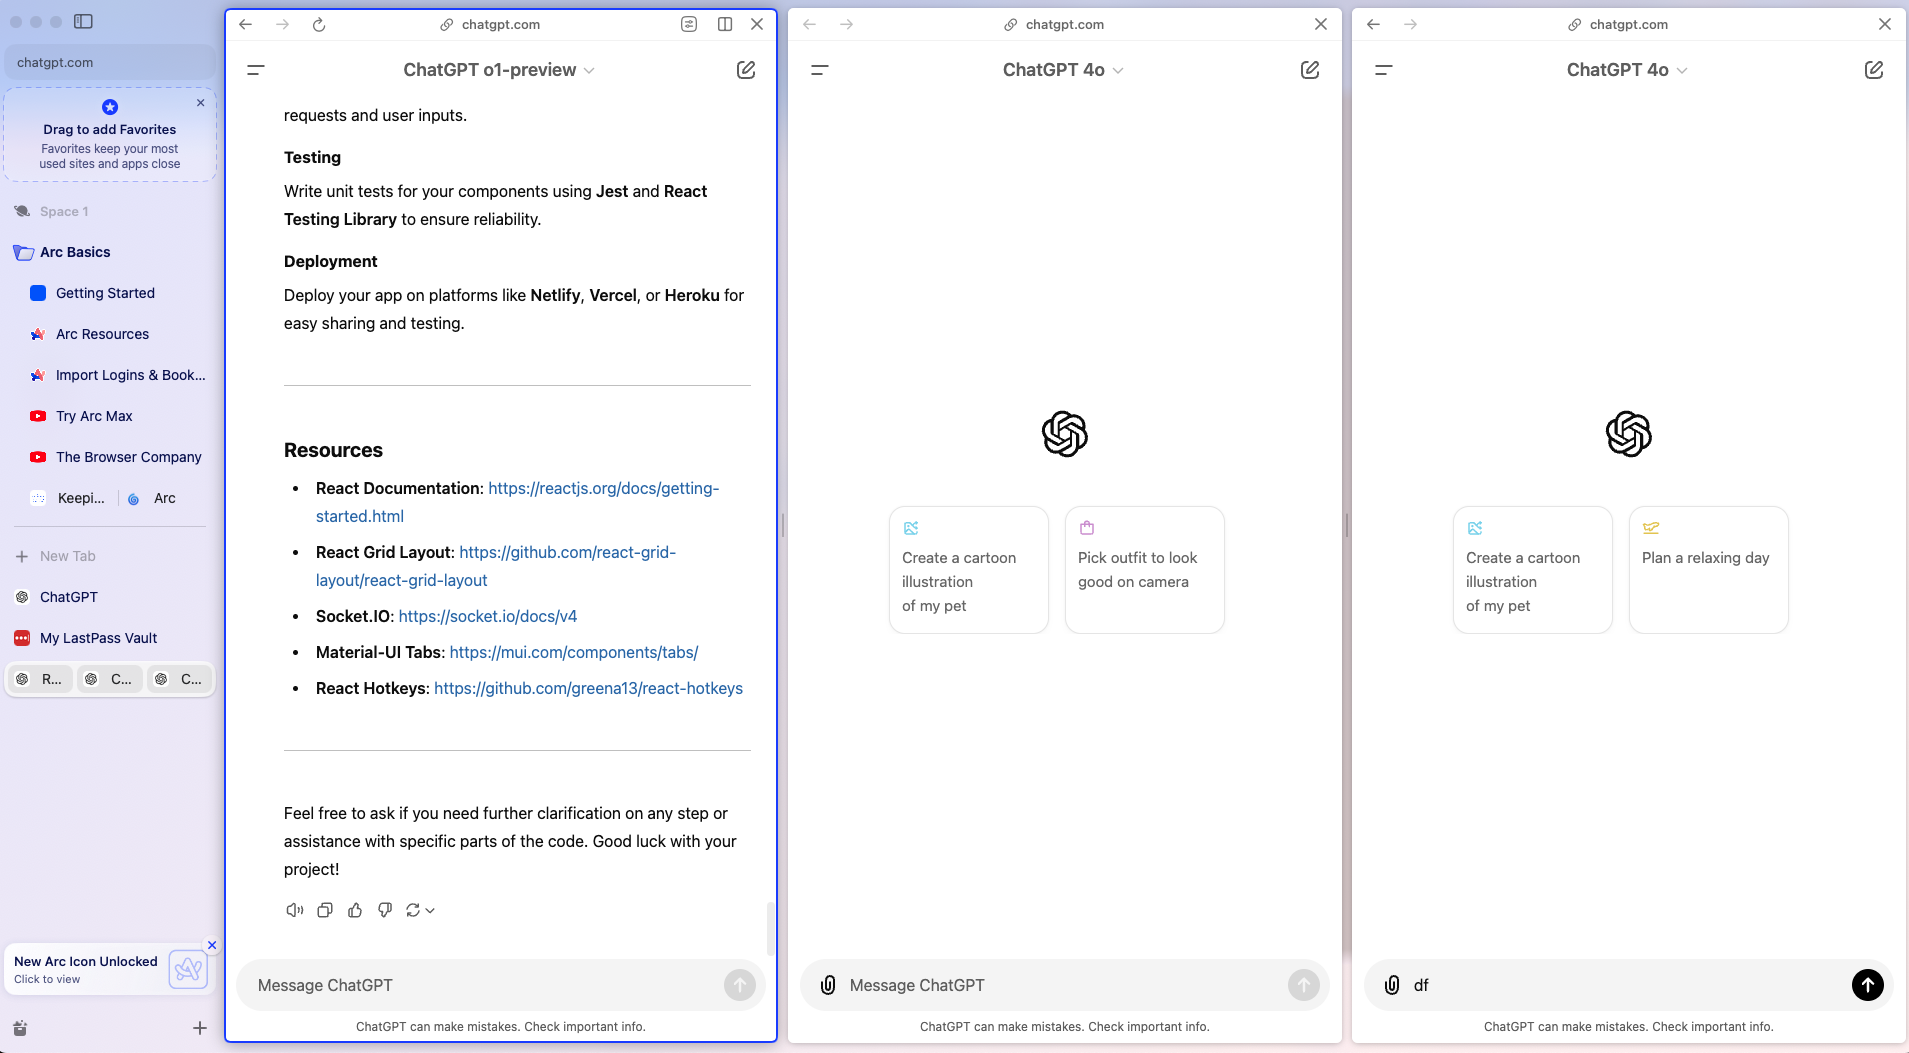 chatgpt.com
Drag to add Favorites
Favorites keep your most
used sites and apps close
Space 1
Arc Basics
Getting Started
Arc Resources
Import Logins & Book...
Try Arc Max
The Browser Company
Keepi... Arc
New Tab
ChatGPT
My LastPass Vault
R... C... C...
New Arc Icon Unlocked
Click to view
chatgpt.com
ChatGPT o1-preview
requests and user inputs.
Testing
Write unit tests for your components using Jest and React
Testing Library to ensure reliability.
Deployment
Deploy your app on platforms like Netlify, Vercel, or Heroku for
easy sharing and testing.
Resources
• React Documentation: https://reactjs.org/docs/getting-
started.html
• React Grid Layout: https://github.com/react-grid-
layout/react-grid-layout
• Socket.IO: https://socket.io/docs/v4
• Material-UI Tabs: https://mui.com/components/tabs/
• React Hotkeys: https://github.com/greena13/react-hotkeys
Feel free to ask if you need further clarification on any step or
assistance with specific parts of the code. Good luck with your
project!
Message ChatGPT
ChatGPT can make mistakes. Check important info.
chatgpt.com
ChatGPT 4o
Create a cartoon
illustration
of my pet
Pick outfit to look
good on camera
Message ChatGPT
ChatGPT can make mistakes. Check important info.
chatgpt.com
ChatGPT 4o
Create a cartoon
illustration
of my pet
Plan a relaxing day
df
ChatGPT can make mistakes. Check important info.